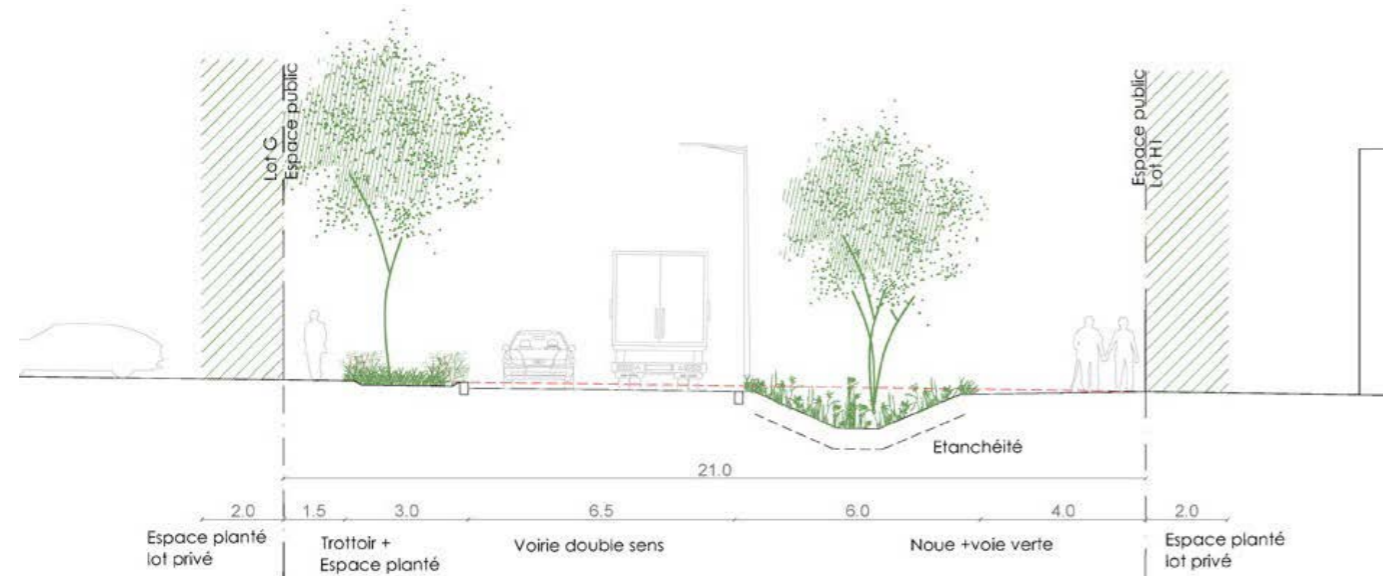 Lot G
Espace public
Espace public
Lot H1
Etanchéité
21.0
2.0
1.5
3.0
6.5
6.0
4.0
2.0
Espace planté
lot privé
Trottoir +
Espace planté
Voirie double sens
Noue +voie verte
Espace planté
lot privé